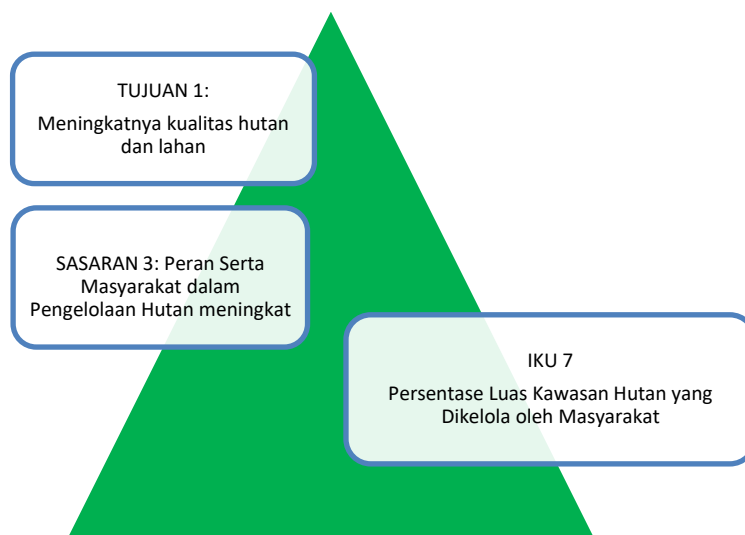 TUJUAN 1:
Meningkatnya kualitas hutan
dan lahan
SASARAN 3: Peran Serta
Masyarakat dalam
Pengelolaan Hutan meningkat
IKU 7
Persentase Luas Kawasan Hutan yang
Dikelola oleh Masyarakat